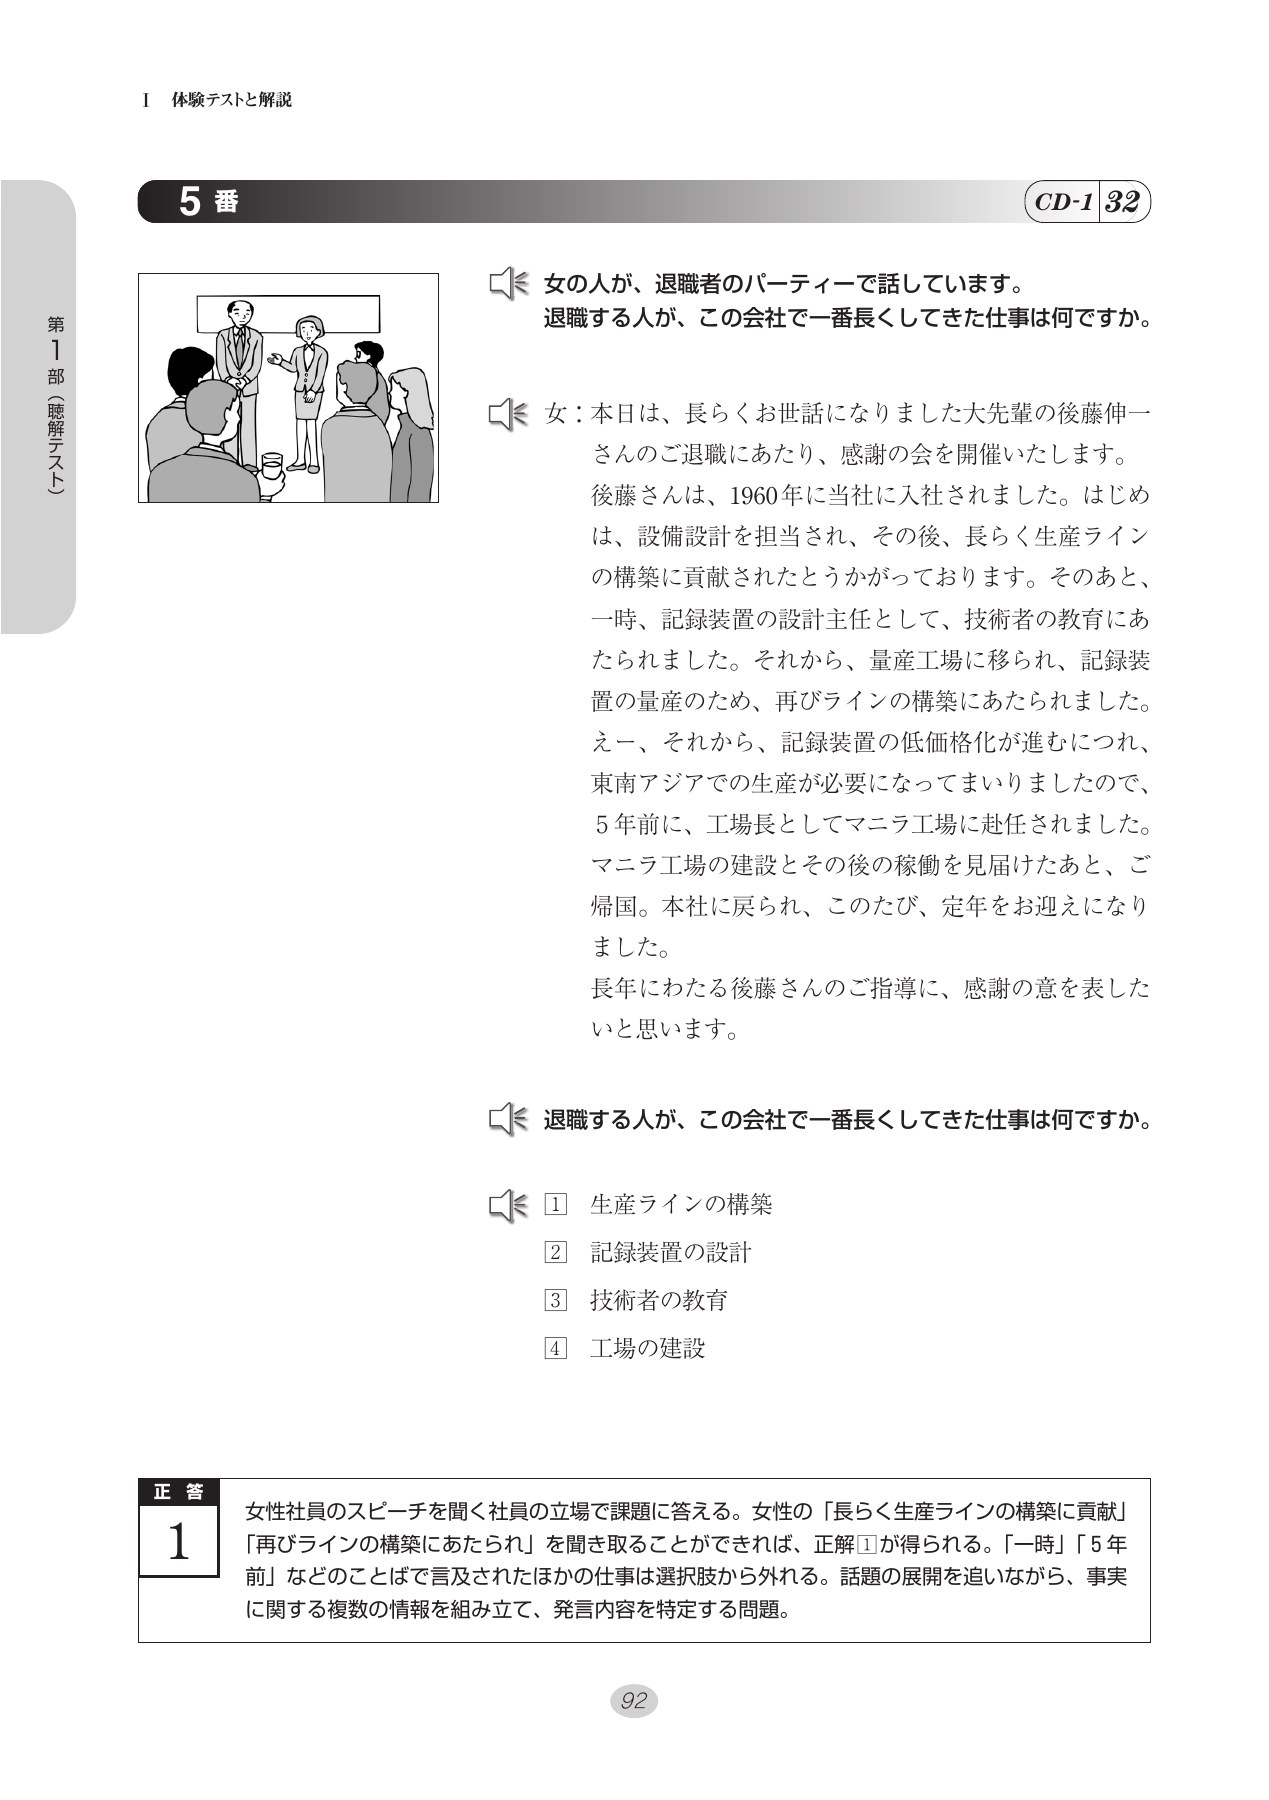 I 体験テストと解説
5 番
CD-1 32
第1部（聴解テスト）
女の人が、退職者のパーティーで話しています。
退職する人が、この会社で一番長くしてきた仕事は何ですか。
女：本日は、長らくお世話になりました大先輩の後藤伸一
さんのご退職にあたり、感謝の会を開催いたします。
後藤さんは、1960年に当社に入社されました。はじめ
は、設備設計を担当され、その後、長らく生産ライン
の構築に貢献されたとうかがっております。そのあと、
一時、記録装置の設計主任として、技術者の教育にあ
たられました。それから、量産工場に移られ、記録装
置の量産のため、再びラインの構築にあたられました。
えー、それから、記録装置の低価格化が進むにつれ、
東南アジアでの生産が必要になってまいりましたので、
５年前に、工場長としてマニラ工場に赴任されました。
マニラ工場の建設とその後の稼働を見届けたあと、ご
帰国。本社に戻られ、このたび、定年をお迎えになり
ました。
長年にわたる後藤さんのご指導に、感謝の意を表した
いと思います。
退職する人が、この会社で一番長くしてきた仕事は何ですか。
1 生産ラインの構築
2 記録装置の設計
3 技術者の教育
4 工場の建設
正 答
1
女性社員のスピーチを聞く社員の立場で課題に答える。女性の「長らく生産ラインの構築に貢献」
「再びラインの構築にあたられ」を聞き取ることができれば、正解1が得られる。「一時」「５年
前」などのことばで言及されたほかの仕事は選択肢から外れる。話題の展開を追いながら、事実
に関する複数の情報を組み立て、発言内容を特定する問題。
92